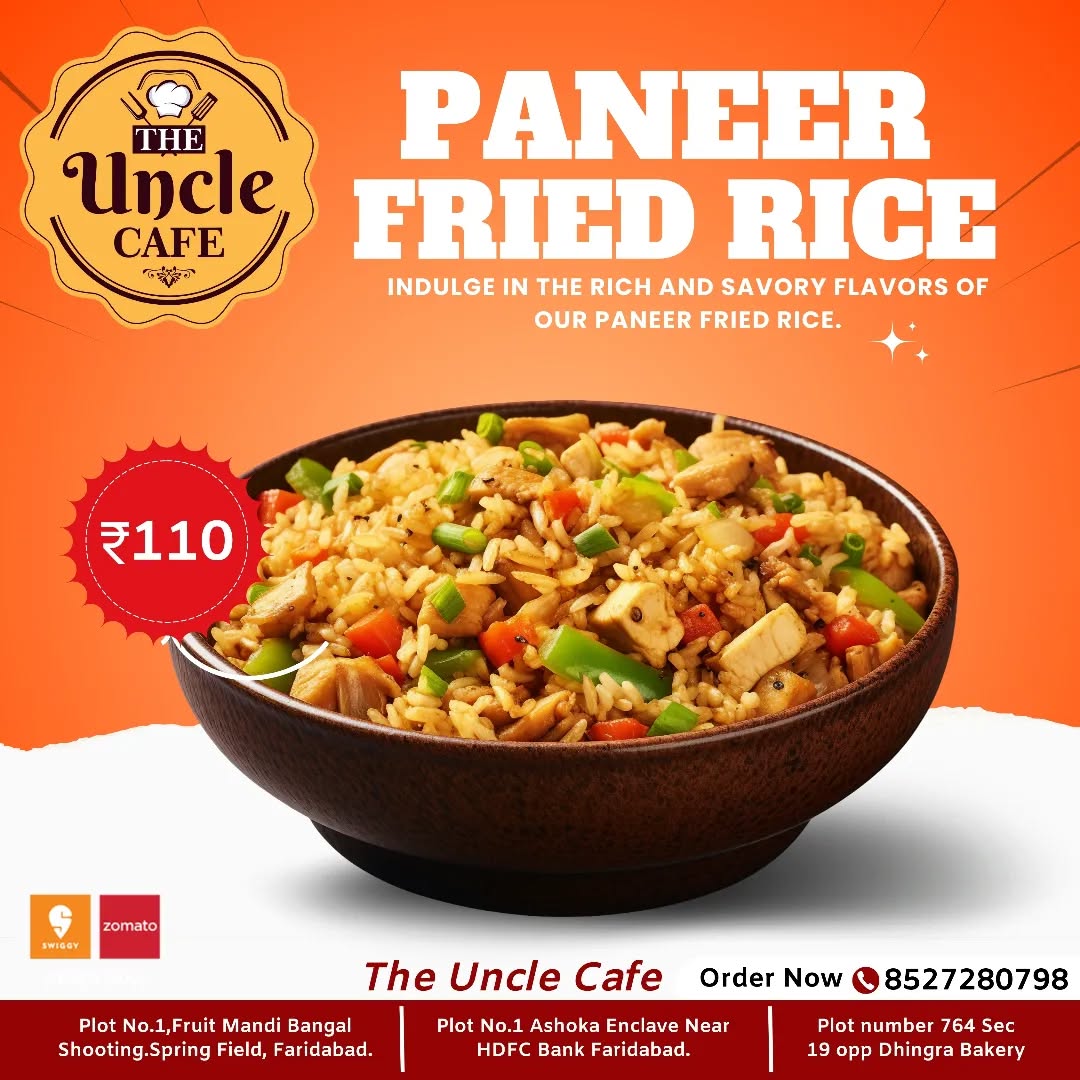 THE
Uncle
CAFE
PANEER
FRIED RICE
INDULGE IN THE RICH AND SAVORY FLAVORS OF
OUR PANEER FRIED RICE.
₹110
SWIGGY
zomato
The Uncle Cafe
Order Now 8527280798
Plot No.1,Fruit Mandi Bangal
Shooting.Spring Field, Faridabad.
Plot No.1 Ashoka Enclave Near
HDFC Bank Faridabad.
Plot number 764 Sec
19 opp Dhingra Bakery